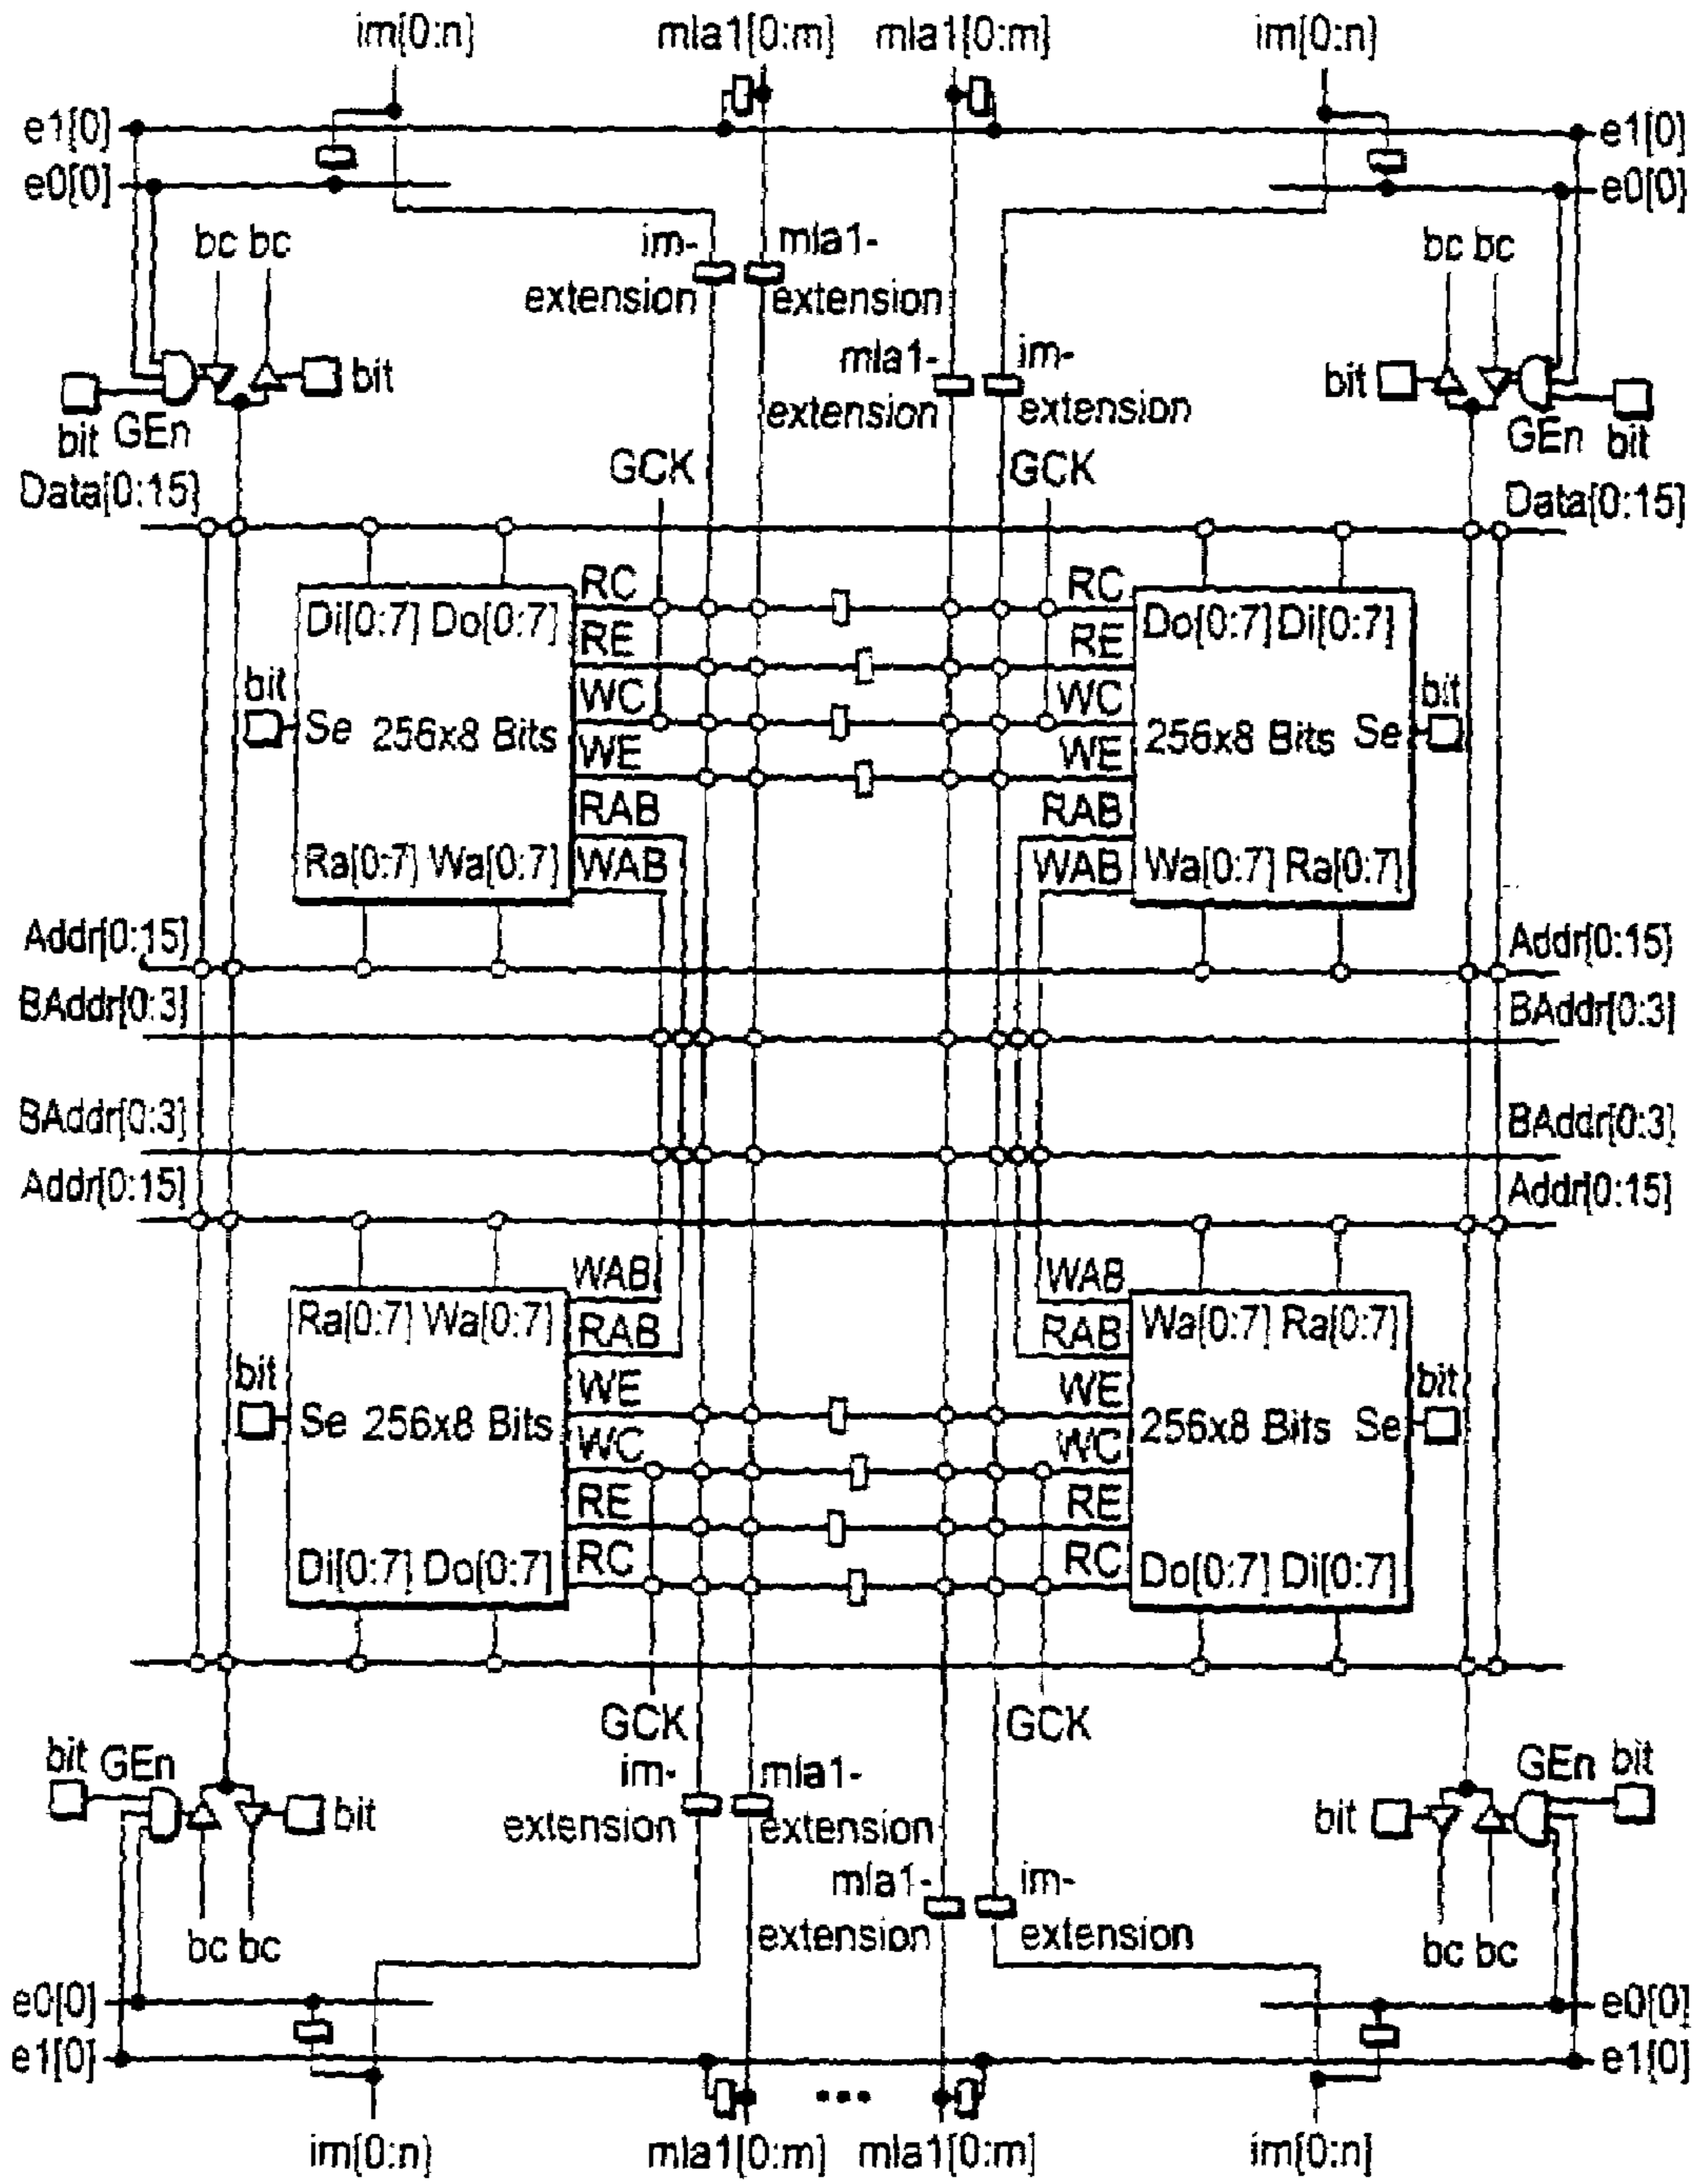 im[0:n] mla1[0:m] mla1[0:m] im[0:n]
e1[0] e1[0]
e0[0] e0[0]
bc bc im- mla1- bc bc
extension extension
mla1- im-
bit bit
extension extension
bit GEn GEn bit
GCK GCK
Data[0:15] Data[0:15]
RC RC
Di[0:7] Do[0:7] Do[0:7] Di[0:7]
RE RE
bit WC WC bit
Se 256x8 Bits 256x8 Bits Se
WE WE
RAB RAB
Ra[0:7] Wa[0:7] WAB WAB Wa[0:7] Ra[0:7]
Addr[0:15] Addr[0:15]
BAddr[0:3] BAddr[0:3]
BAddr[0:3] BAddr[0:3]
Addr[0:15] Addr[0:15]
WAB WAB
Ra[0:7] Wa[0:7] RAB RAB Wa[0:7] Ra[0:7]
bit WE WE bit
Se 256x8 Bits 256x8 Bits Se
WC WC
RE RE
RC RC
Di[0:7] Do[0:7] Do[0:7] Di[0:7]
GCK GCK
bit GEn im- mla1- GEn bit
bit extension extension bit
mla1- im-
bc bc extension extension bc bc
e0[0] e0[0]
e1[0] e1[0]
•••
im[0:n) mla1[0:m] mla1[0:m] im[0:n]